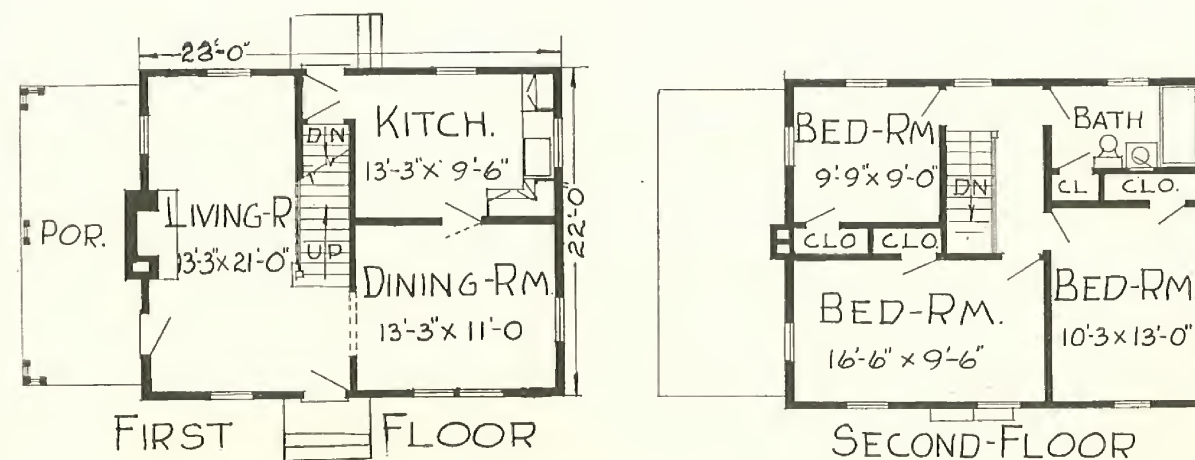 23'-0"
KITCH.
13'-3" X 9'-6"
DN
22'-0"
POR.
LIVING-R
13'-3" X 21'-0"
UP
DINING-RM.
13'-3" X 11'-0
FIRST FLOOR
BED-RM
9'9" X 9'-0"
DN
BATH
CL
CLO.
CLO
CLO.
BED-RM.
16'-6" X 9'-6"
BED-RM
10'-3 X 13'-0"
SECOND-FLOOR